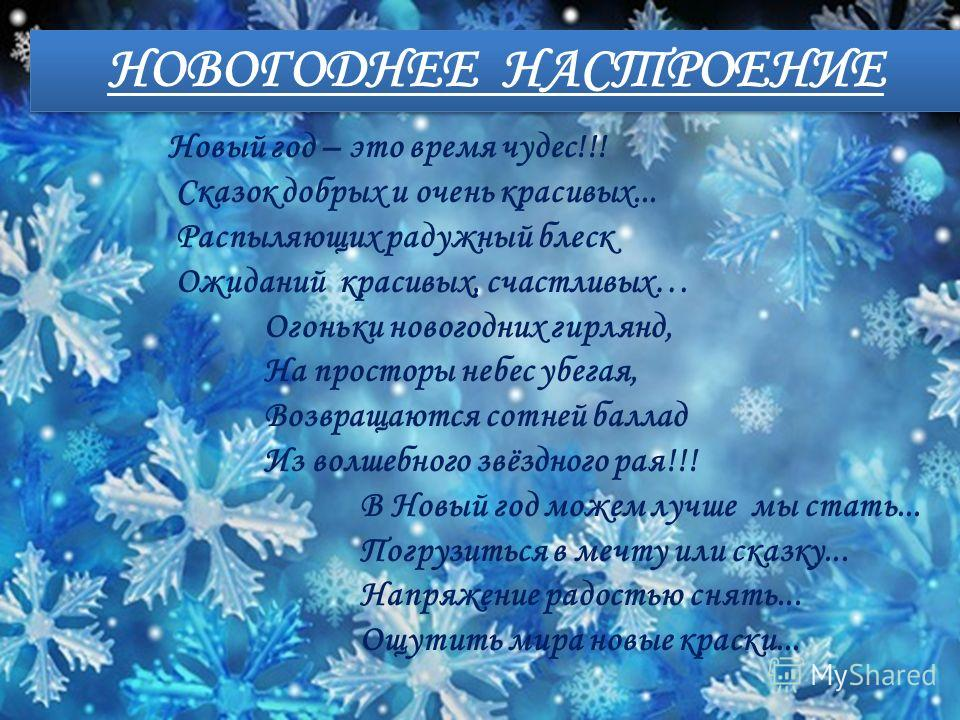 НОВОГОДНЕЕ НАСТРОЕНИЕ
Новый год – это время чудес!!!
Сказок добрых и очень красивых...
Распыляющих радужный блеск
Ожиданий красивых, счастливых…
Огоньки новогодних гирлянд,
На просторы небес убегая,
Возвращаются сотней баллад
Из волшебного звёздного рая!!!
В Новый год можем лучше мы стать...
Погрузиться в мечту или сказку...
Напряжение радостью снять...
Ощутить мира новые краски...
MyShared